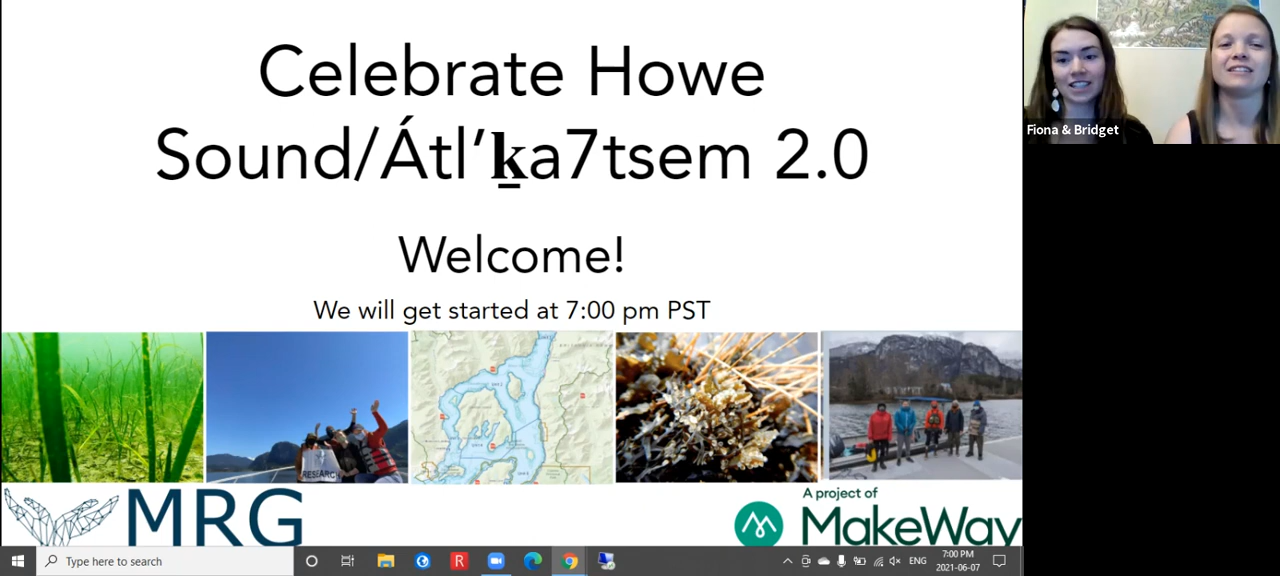 Celebrate Howe
Sound/Átl’ḵa7tsem 2.0
Welcome!
We will get started at 7:00 pm PST
Fiona & Bridget
RESEARCH
MRG
A project of
MakeWay
Type here to search
R
ENG
7:00 PM
2021-06-07